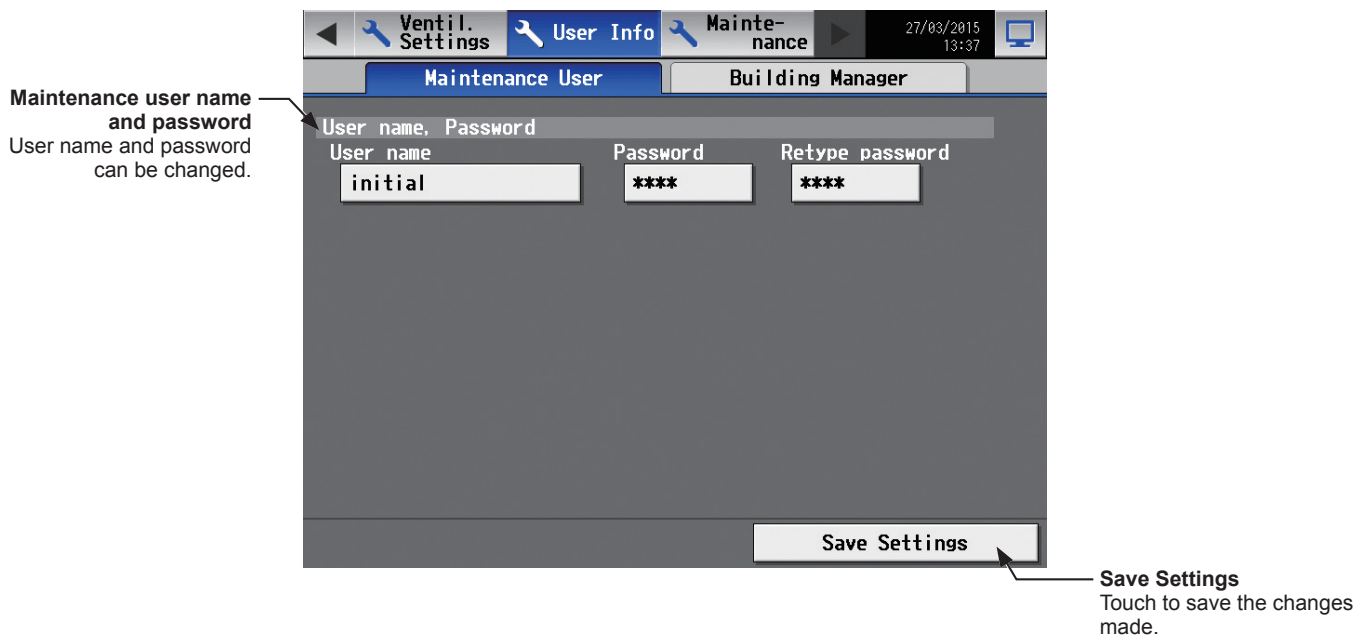 Ventil. Settings
User Info
Mainte-
nance
27/03/2015
13:37
Maintenance User
Building Manager
Maintenance user name
and password
User name and password
can be changed.
User name, Password
User name
Password
Retype password
initial
****
****
Save Settings
Save Settings
Touch to save the changes
made.